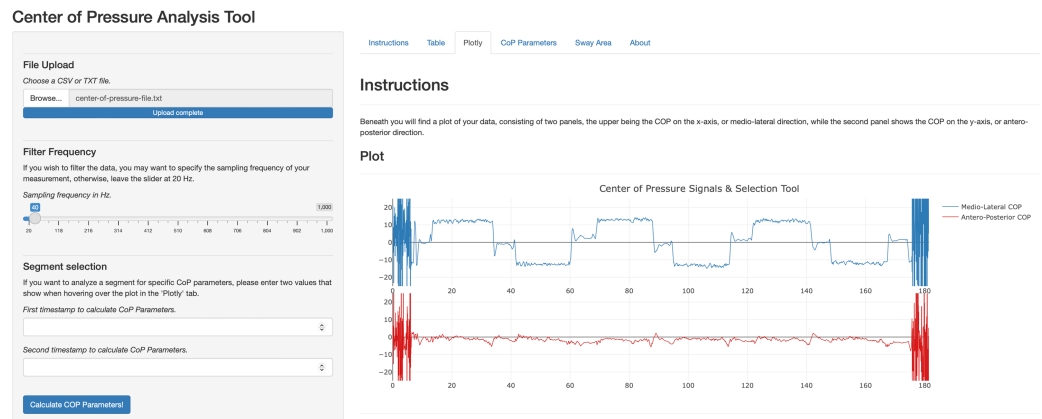 Center of Pressure Analysis Tool
File Upload
Choose a CSV or TXT file.
Browse... center-of-pressure-file.txt
Upload complete
Filter Frequency
If you wish to filter the data, you may want to specify the sampling frequency of your
measurement, otherwise, leave the slider at 20 Hz.
Sampling frequency in Hz.
40 1,000
20 118 216 314 412 510 608 706 804 902 1,000
Segment selection
If you want to analyze a segment for specific CoP parameters, please enter two values that
show when hovering over the plot in the 'Plotly' tab.
First timestamp to calculate CoP Parameters.
Second timestamp to calculate CoP Parameters.
Calculate COP Parameters!
Instructions Table Plotly CoP Parameters Sway Area About
Instructions
Beneath you will find a plot of your data, consisting of two panels, the upper being the COP on the x-axis, or medio-lateral direction, while the second panel shows the COP on the y-axis, or antero-
posterior direction.
Plot
Center of Pressure Signals & Selection Tool
Medio-Lateral COP
Antero-Posterior COP
20
10
0
−10
−20
0 20 40 60 80 100 120 140 160 180
20
10
0
−10
−20
0 20 40 60 80 100 120 140 160 180